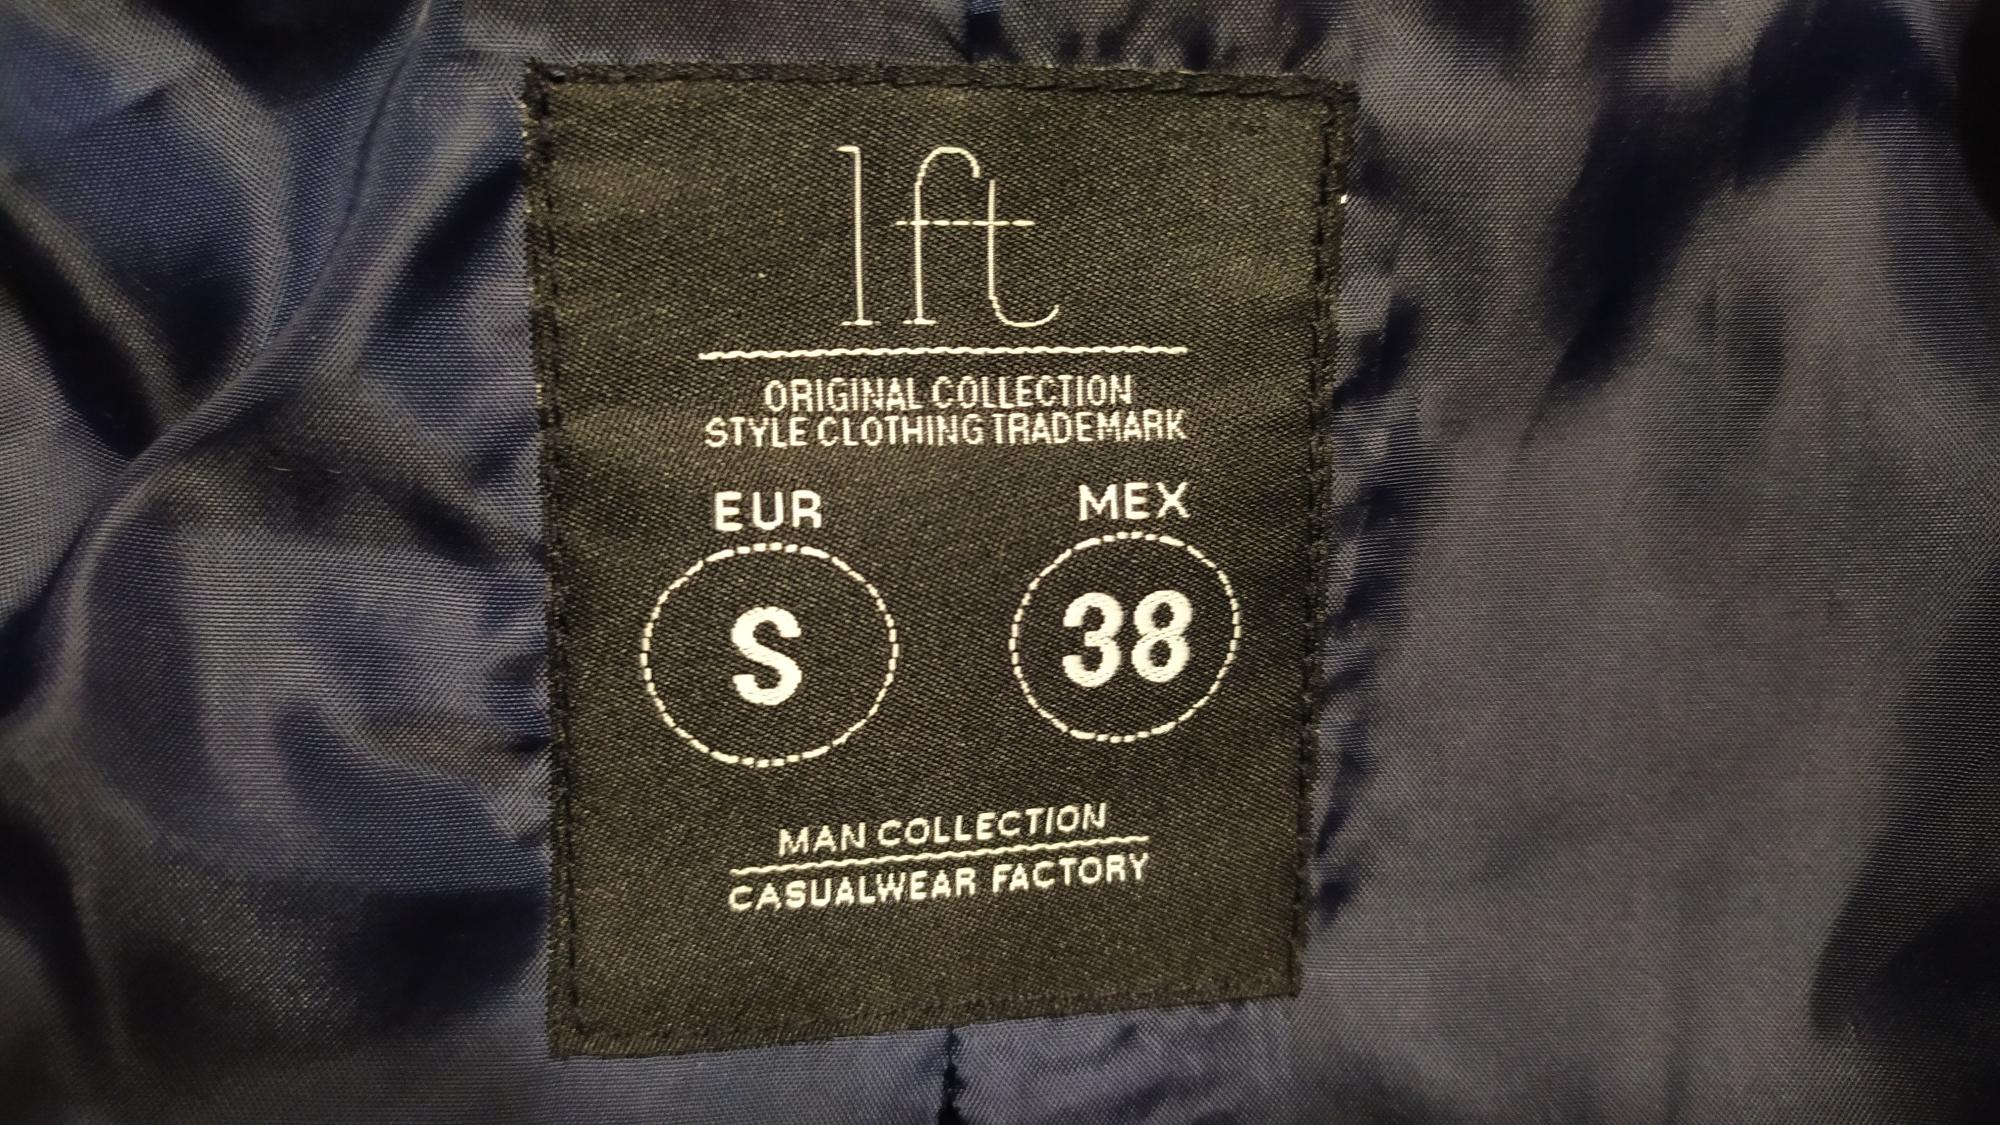 lft
ORIGINAL COLLECTION
STYLE CLOTHING TRADEMARK
EUR MEX
S 38
MAN COLLECTION
CASUALWEAR FACTORY